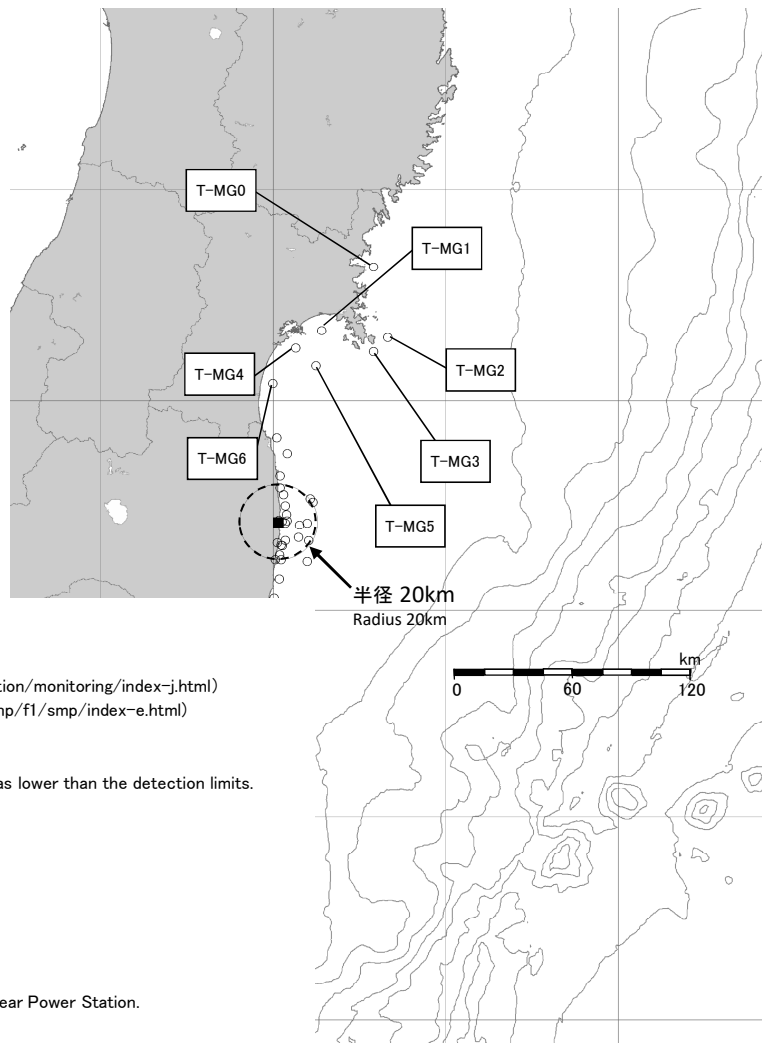 T-MG0
T-MG1
T-MG4
T-MG2
T-MG6
T-MG3
T-MG5
半径 20km
Radius 20km
km
0 60 120
tion/monitoring/index-j.html)
np/f1/smp/index-e.html)
as lower than the detection limits.
ear Power Station.